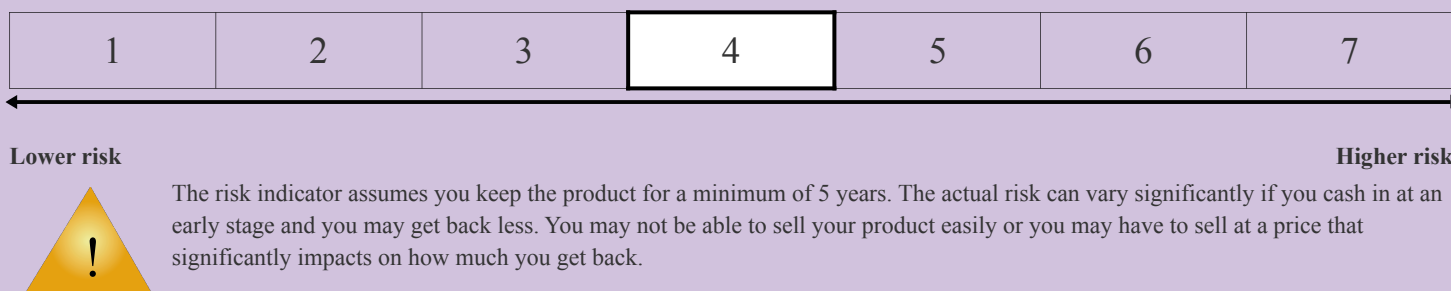 1 2 3 4 5 6 7
Lower risk Higher risk
The risk indicator assumes you keep the product for a minimum of 5 years. The actual risk can vary significantly if you cash in at an
early stage and you may get back less. You may not be able to sell your product easily or you may have to sell at a price that
significantly impacts on how much you get back.
!